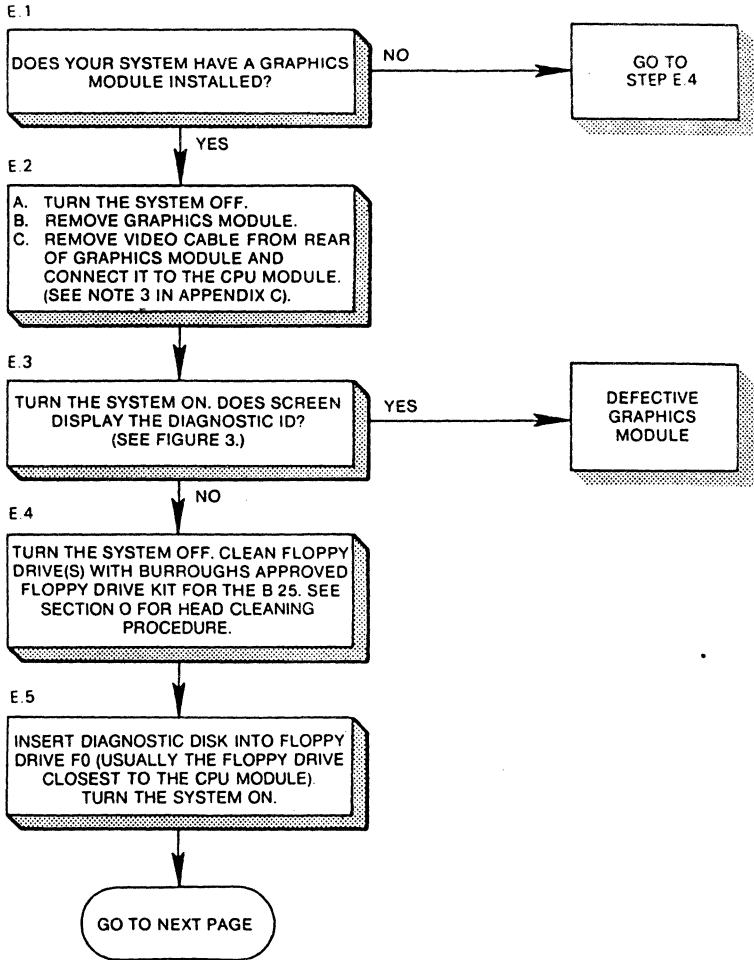 E.1
DOES YOUR SYSTEM HAVE A GRAPHICS
MODULE INSTALLED?
NO
GO TO
STEP E.4
YES
E.2
A. TURN THE SYSTEM OFF.
B. REMOVE GRAPHICS MODULE.
C. REMOVE VIDEO CABLE FROM REAR
OF GRAPHICS MODULE AND
CONNECT IT TO THE CPU MODULE.
(SEE NOTE 3 IN APPENDIX C).
E.3
TURN THE SYSTEM ON. DOES SCREEN
DISPLAY THE DIAGNOSTIC ID?
(SEE FIGURE 3.)
YES
DEFECTIVE
GRAPHICS
MODULE
NO
E.4
TURN THE SYSTEM OFF. CLEAN FLOPPY
DRIVE(S) WITH BURROUGHS APPROVED
FLOPPY DRIVE KIT FOR THE B 25. SEE
SECTION O FOR HEAD CLEANING
PROCEDURE.
E.5
INSERT DIAGNOSTIC DISK INTO FLOPPY
DRIVE F0 (USUALLY THE FLOPPY DRIVE
CLOSEST TO THE CPU MODULE).
TURN THE SYSTEM ON.
GO TO NEXT PAGE